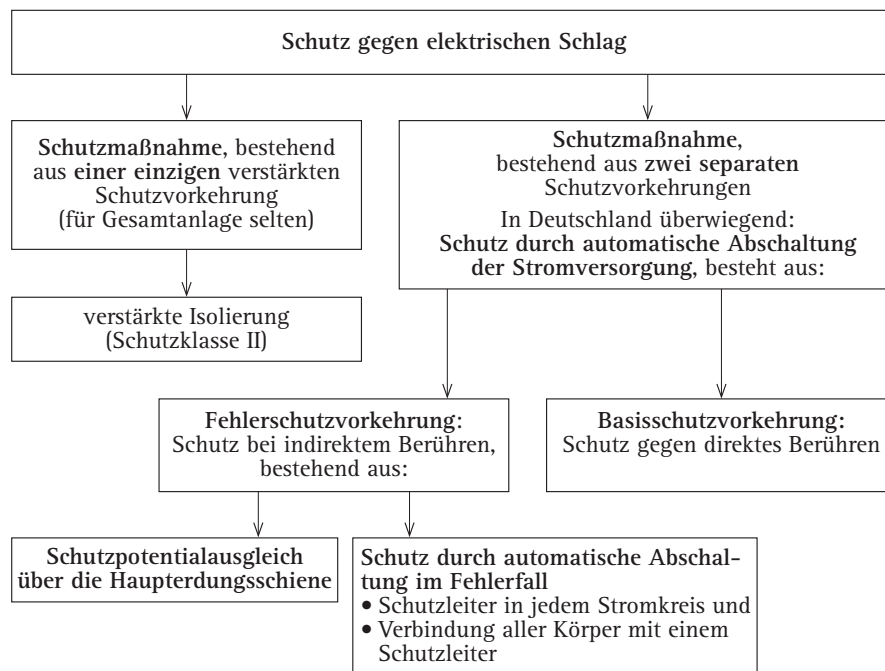 Schutz gegen elektrischen Schlag
Schutzmaßnahme, bestehend
aus einer einzigen verstärkten
Schutzvorkehrung
(für Gesamtanlage selten)
Schutzmaßnahme,
bestehend aus zwei separaten
Schutzvorkehrungen
In Deutschland überwiegend:
Schutz durch automatische Abschaltung
der Stromversorgung, besteht aus:
verstärkte Isolierung
(Schutzklasse II)
Fehlerschutzvorkehrung:
Schutz bei indirektem Berühren,
bestehend aus:
Basisschutzvorkehrung:
Schutz gegen direktes Berühren
Schutzpotentialausgleich
über die Haupterdungsschiene
Schutz durch automatische Abschal-
tung im Fehlerfall
• Schutzleiter in jedem Stromkreis und
• Verbindung aller Körper mit einem
Schutzleiter